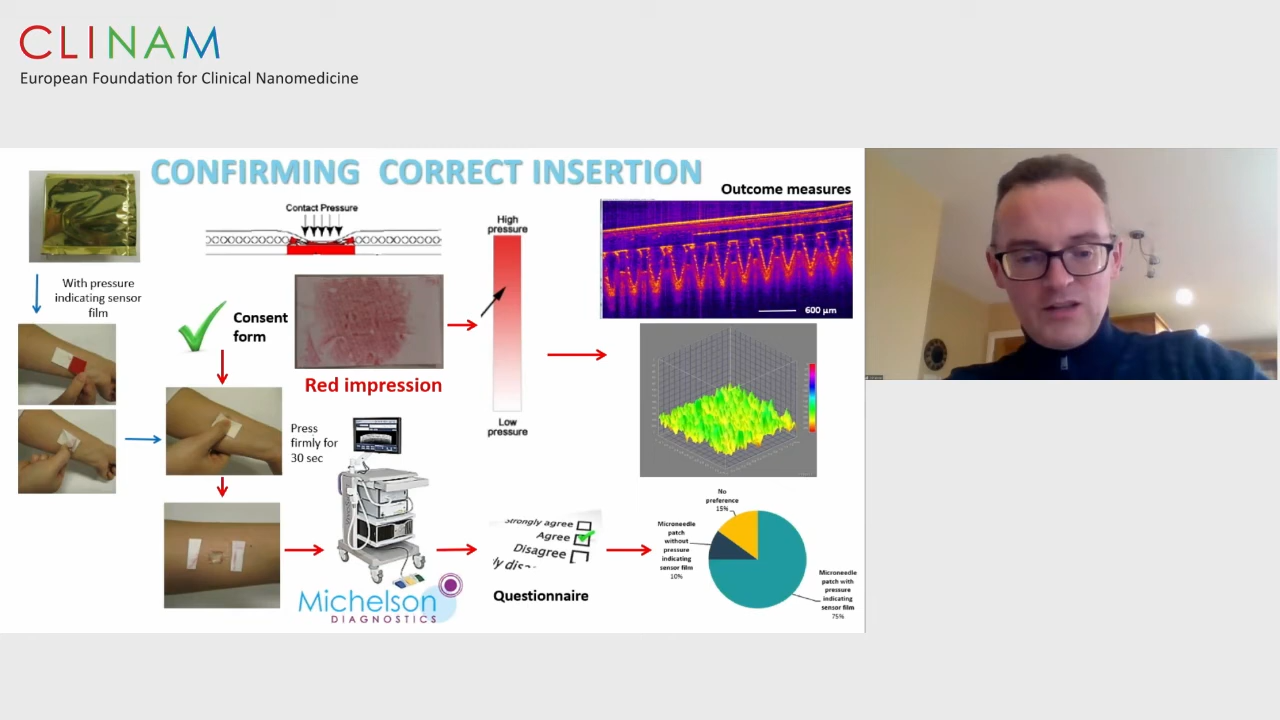 CLINAM
European Foundation for Clinical Nanomedicine
CONFIRMING CORRECT INSERTION
Outcome measures
Contact Pressure
High
pressure
With pressure
indicating sensor
film
Consent
form
600 µm
Red impression
Low
pressure
Press
firmly for
30 sec
No
preference
15%
Strongly agree
Agree
Disagree
Microneedle
patch
without
pressure
indicating
sensor film
10%
Microneedle
patch with
pressure
indicating
sensor film
75%
Questionnaire
Michelson
DIAGNOSTICS